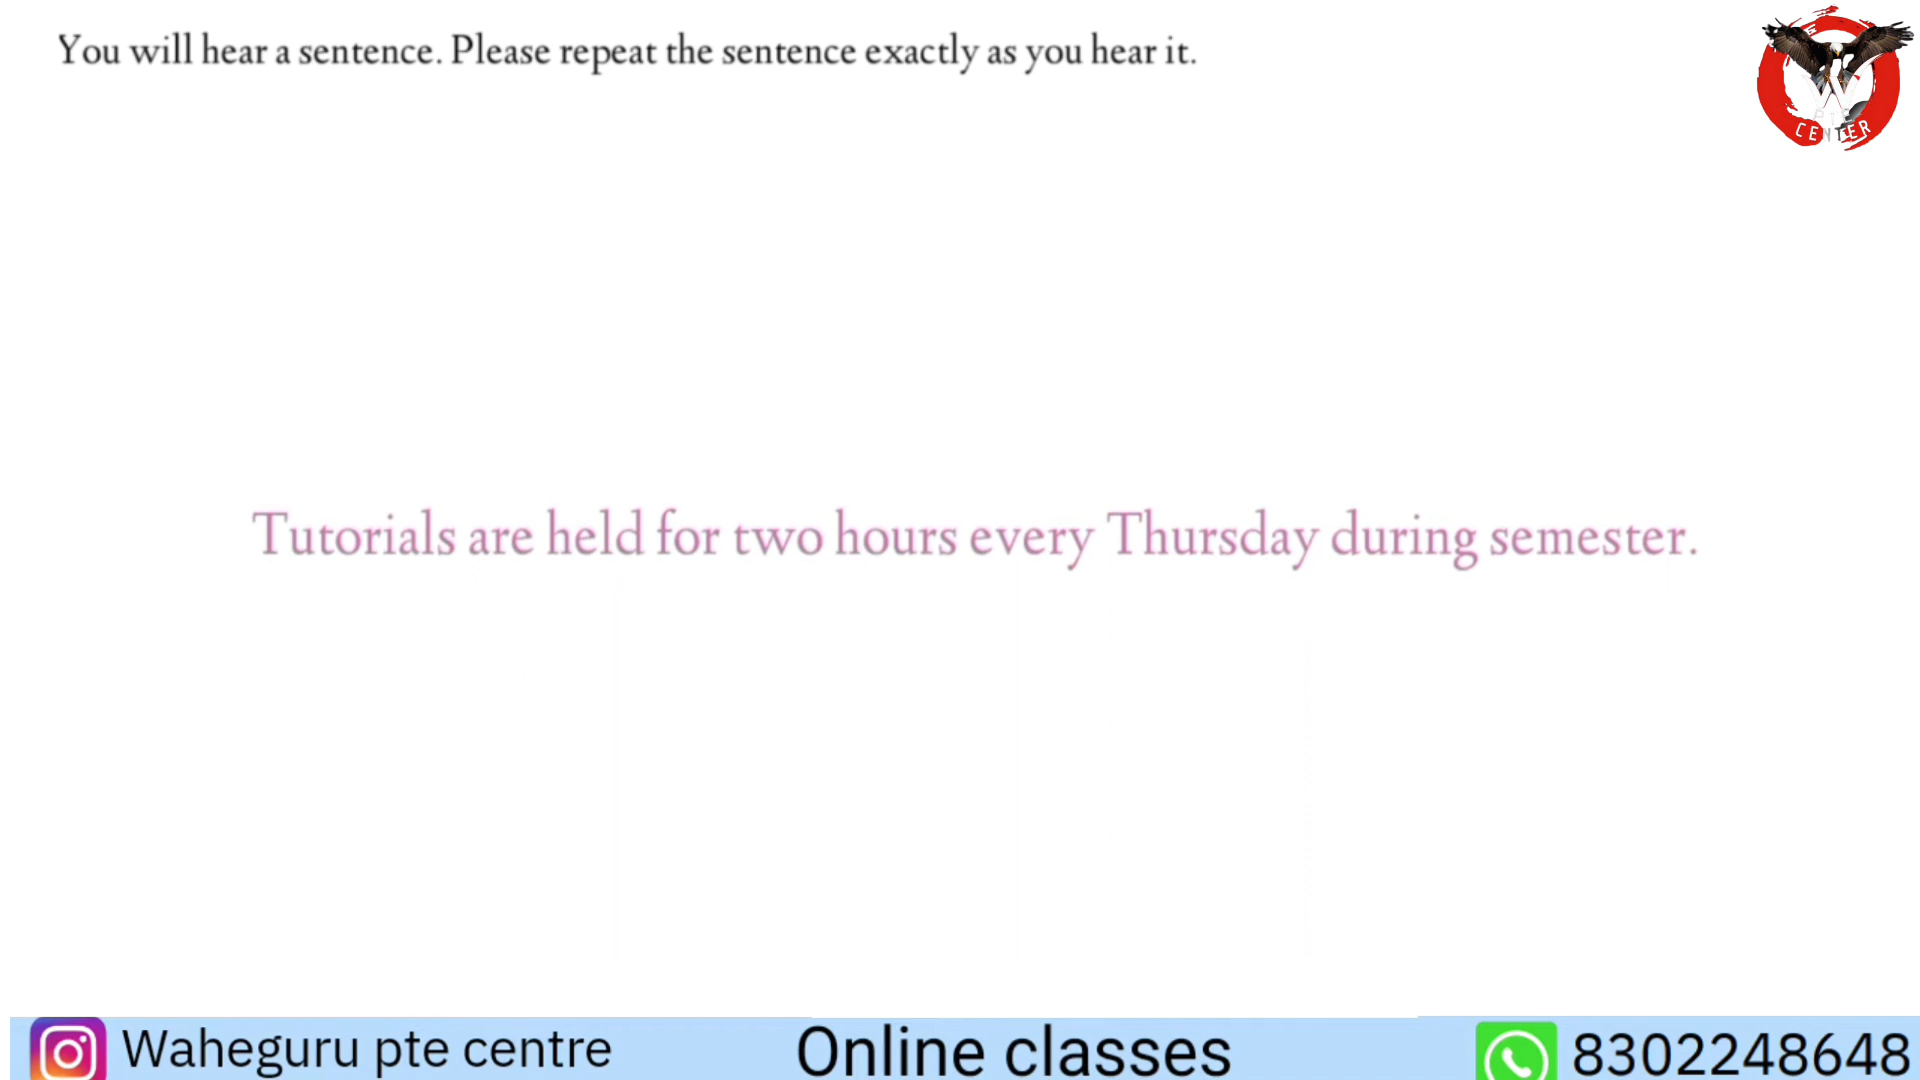 You will hear a sentence. Please repeat the sentence exactly as you hear it.
CENTER
Tutorials are held for two hours every Thursday during semester.
Waheguru pte centre
Online classes
8302248648